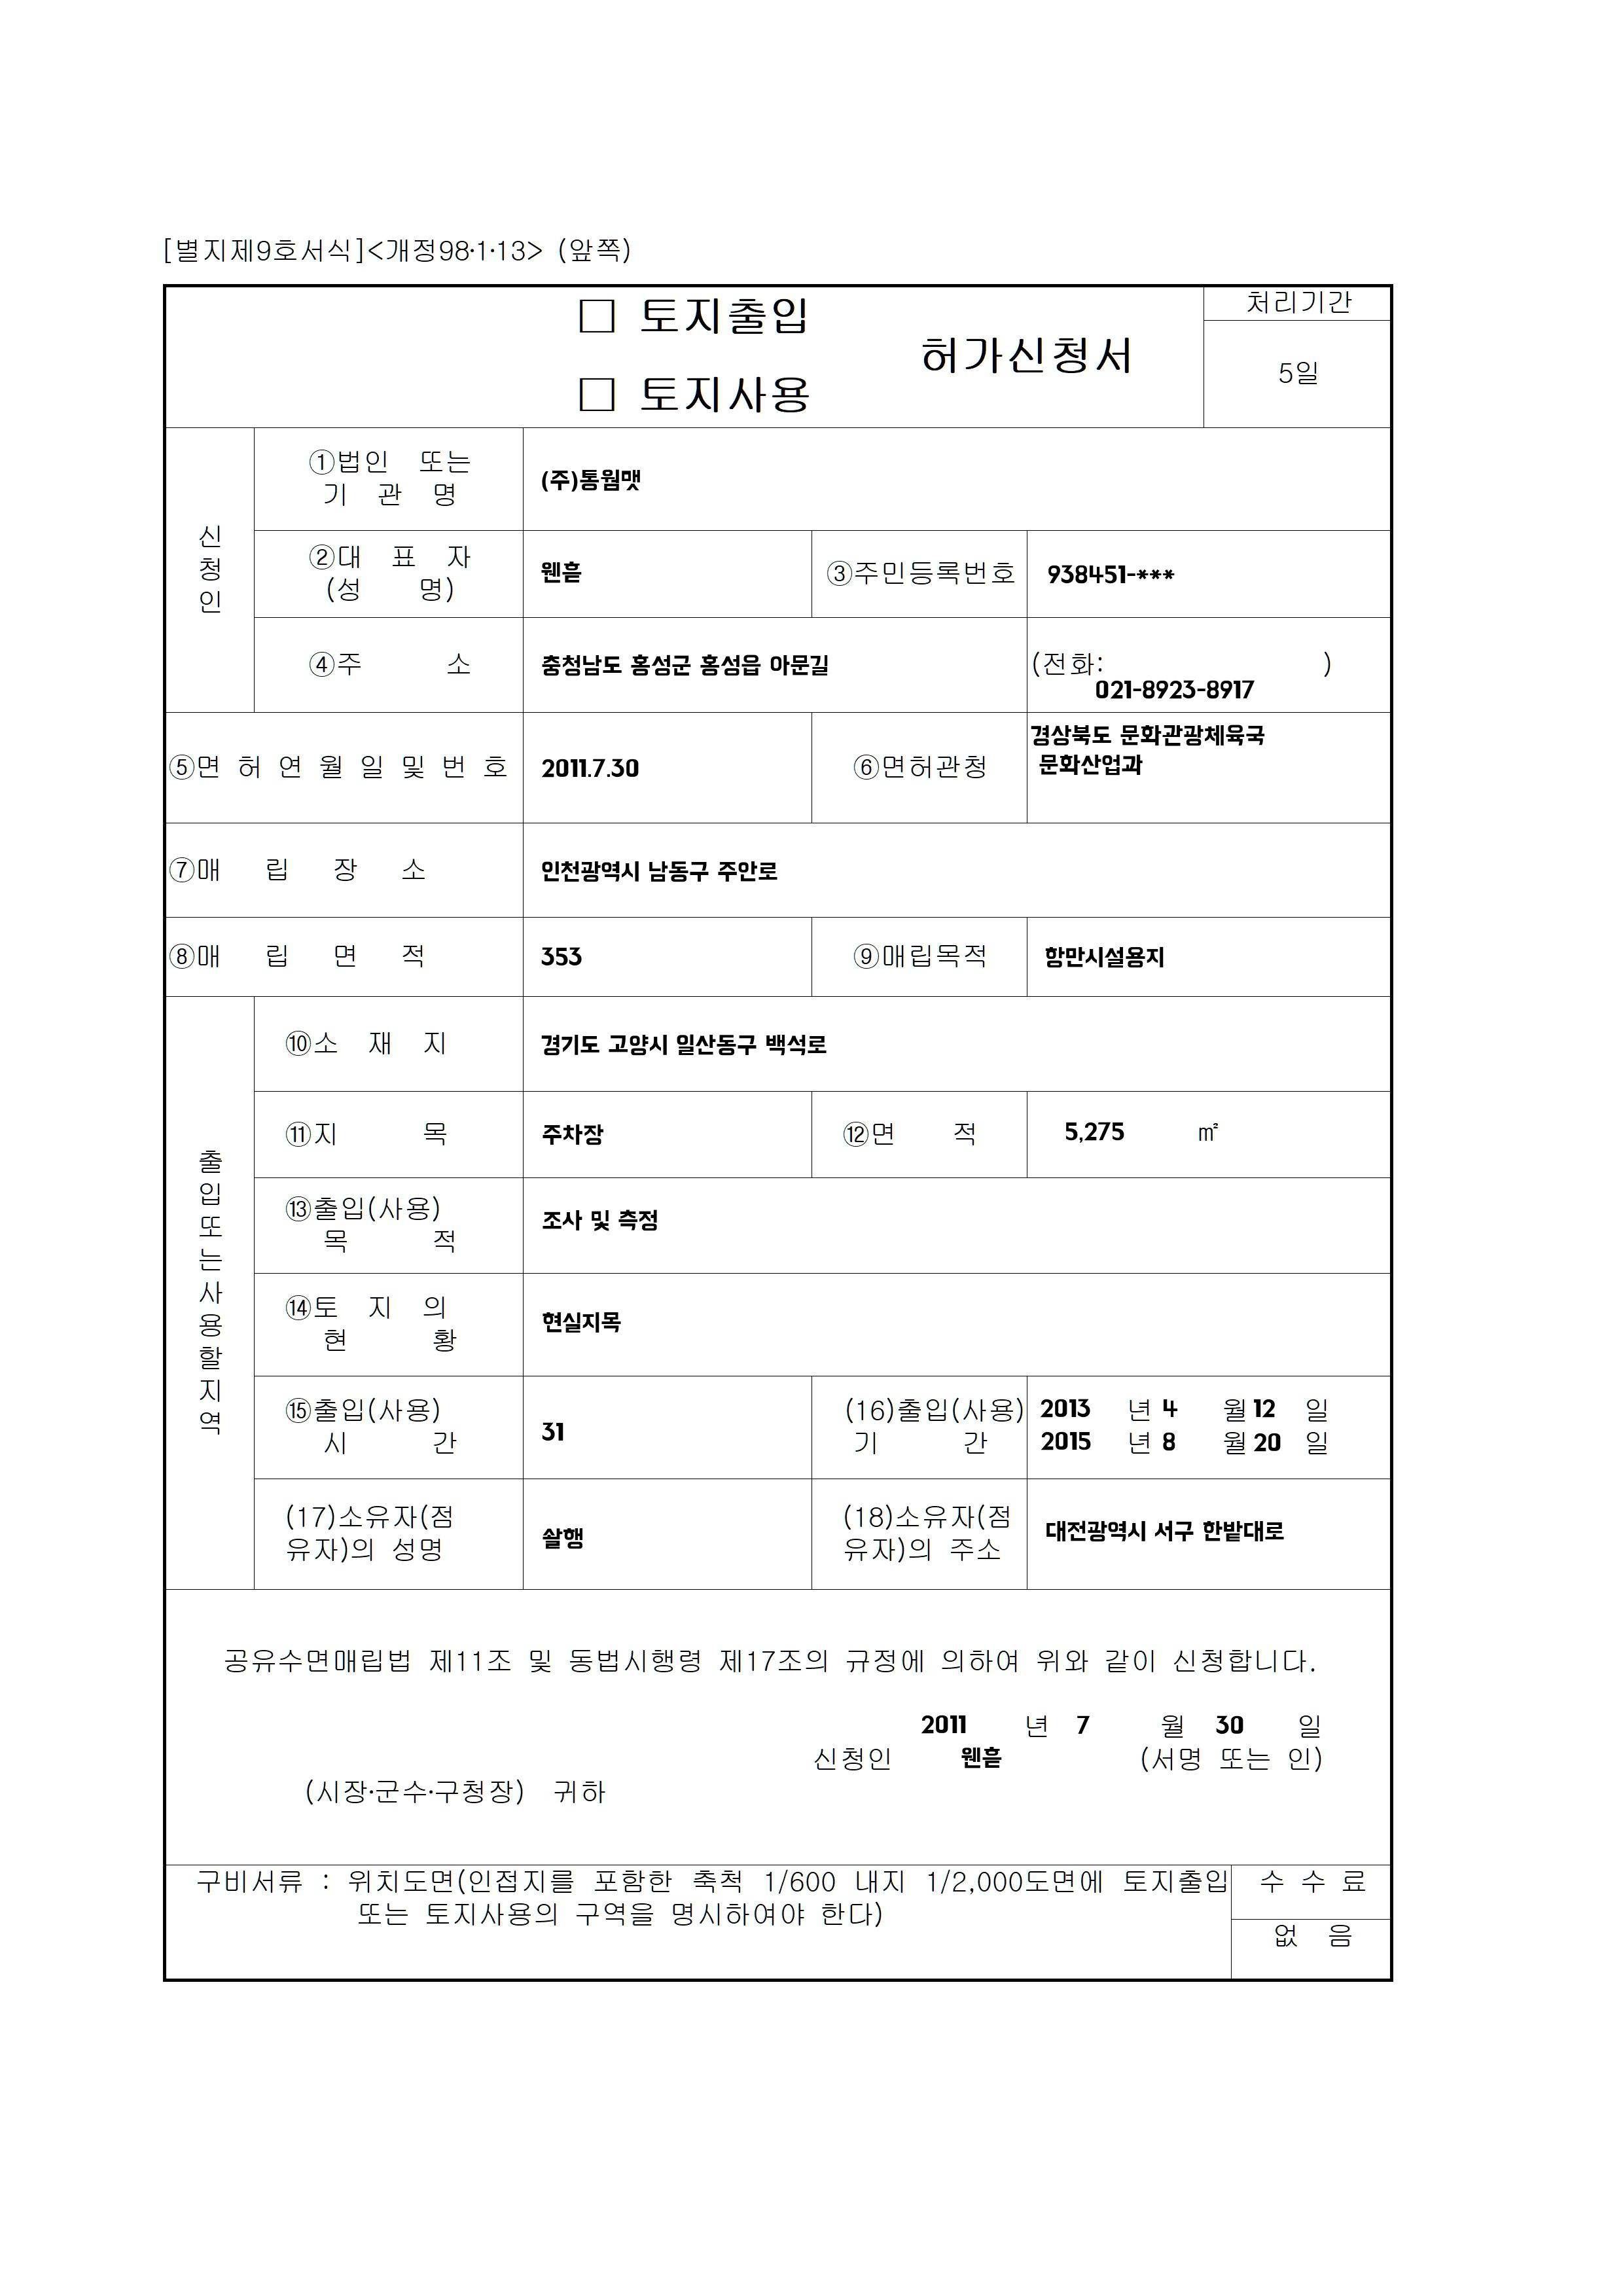 [별지제9호서식]<개정98·1·13> (앞쪽)
□ 토지출입
□ 토지사용
허가신청서
처리기간
5일
신청인
①법인 또는
기 관 명
(주)통웜맷
②대 표 자
(성 명)
웬흗
③주민등록번호
938451-***
④주 소
충청남도 홍성군 홍성읍 아문길
(전화: )
021-8923-8917
⑤면 허 연 월 일 및 번 호
2011.7.30
⑥면허관청
경상북도 문화관광체육국
문화산업과
⑦매 립 장 소
인천광역시 남동구 주안로
⑧매 립 면 적
353
⑨매립목적
항만시설용지
출입또는사용할지역
⑩소 재 지
경기도 고양시 일산동구 백석로
⑪지 목
주차장
⑫면 적
5,275 ㎡
⑬출입(사용)
목 적
조사 및 측정
⑭토 지 의
현 황
현실지목
⑮출입(사용)
시 간
31
(16)출입(사용)
기 간
2013 년 4 월 12 일
2015 년 8 월 20 일
(17)소유자(점
유자)의 성명
솰행
(18)소유자(점
유자)의 주소
대전광역시 서구 한밭대로
공유수면매립법 제11조 및 동법시행령 제17조의 규정에 의하여 위와 같이 신청합니다.
2011 년 7 월 30 일
신청인 웬흗 (서명 또는 인)
(시장·군수·구청장) 귀하
구비서류 : 위치도면(인접지를 포함한 축척 1/600 내지 1/2,000도면에 토지출입
또는 토지사용의 구역을 명시하여야 한다)
수 수 료
없 음